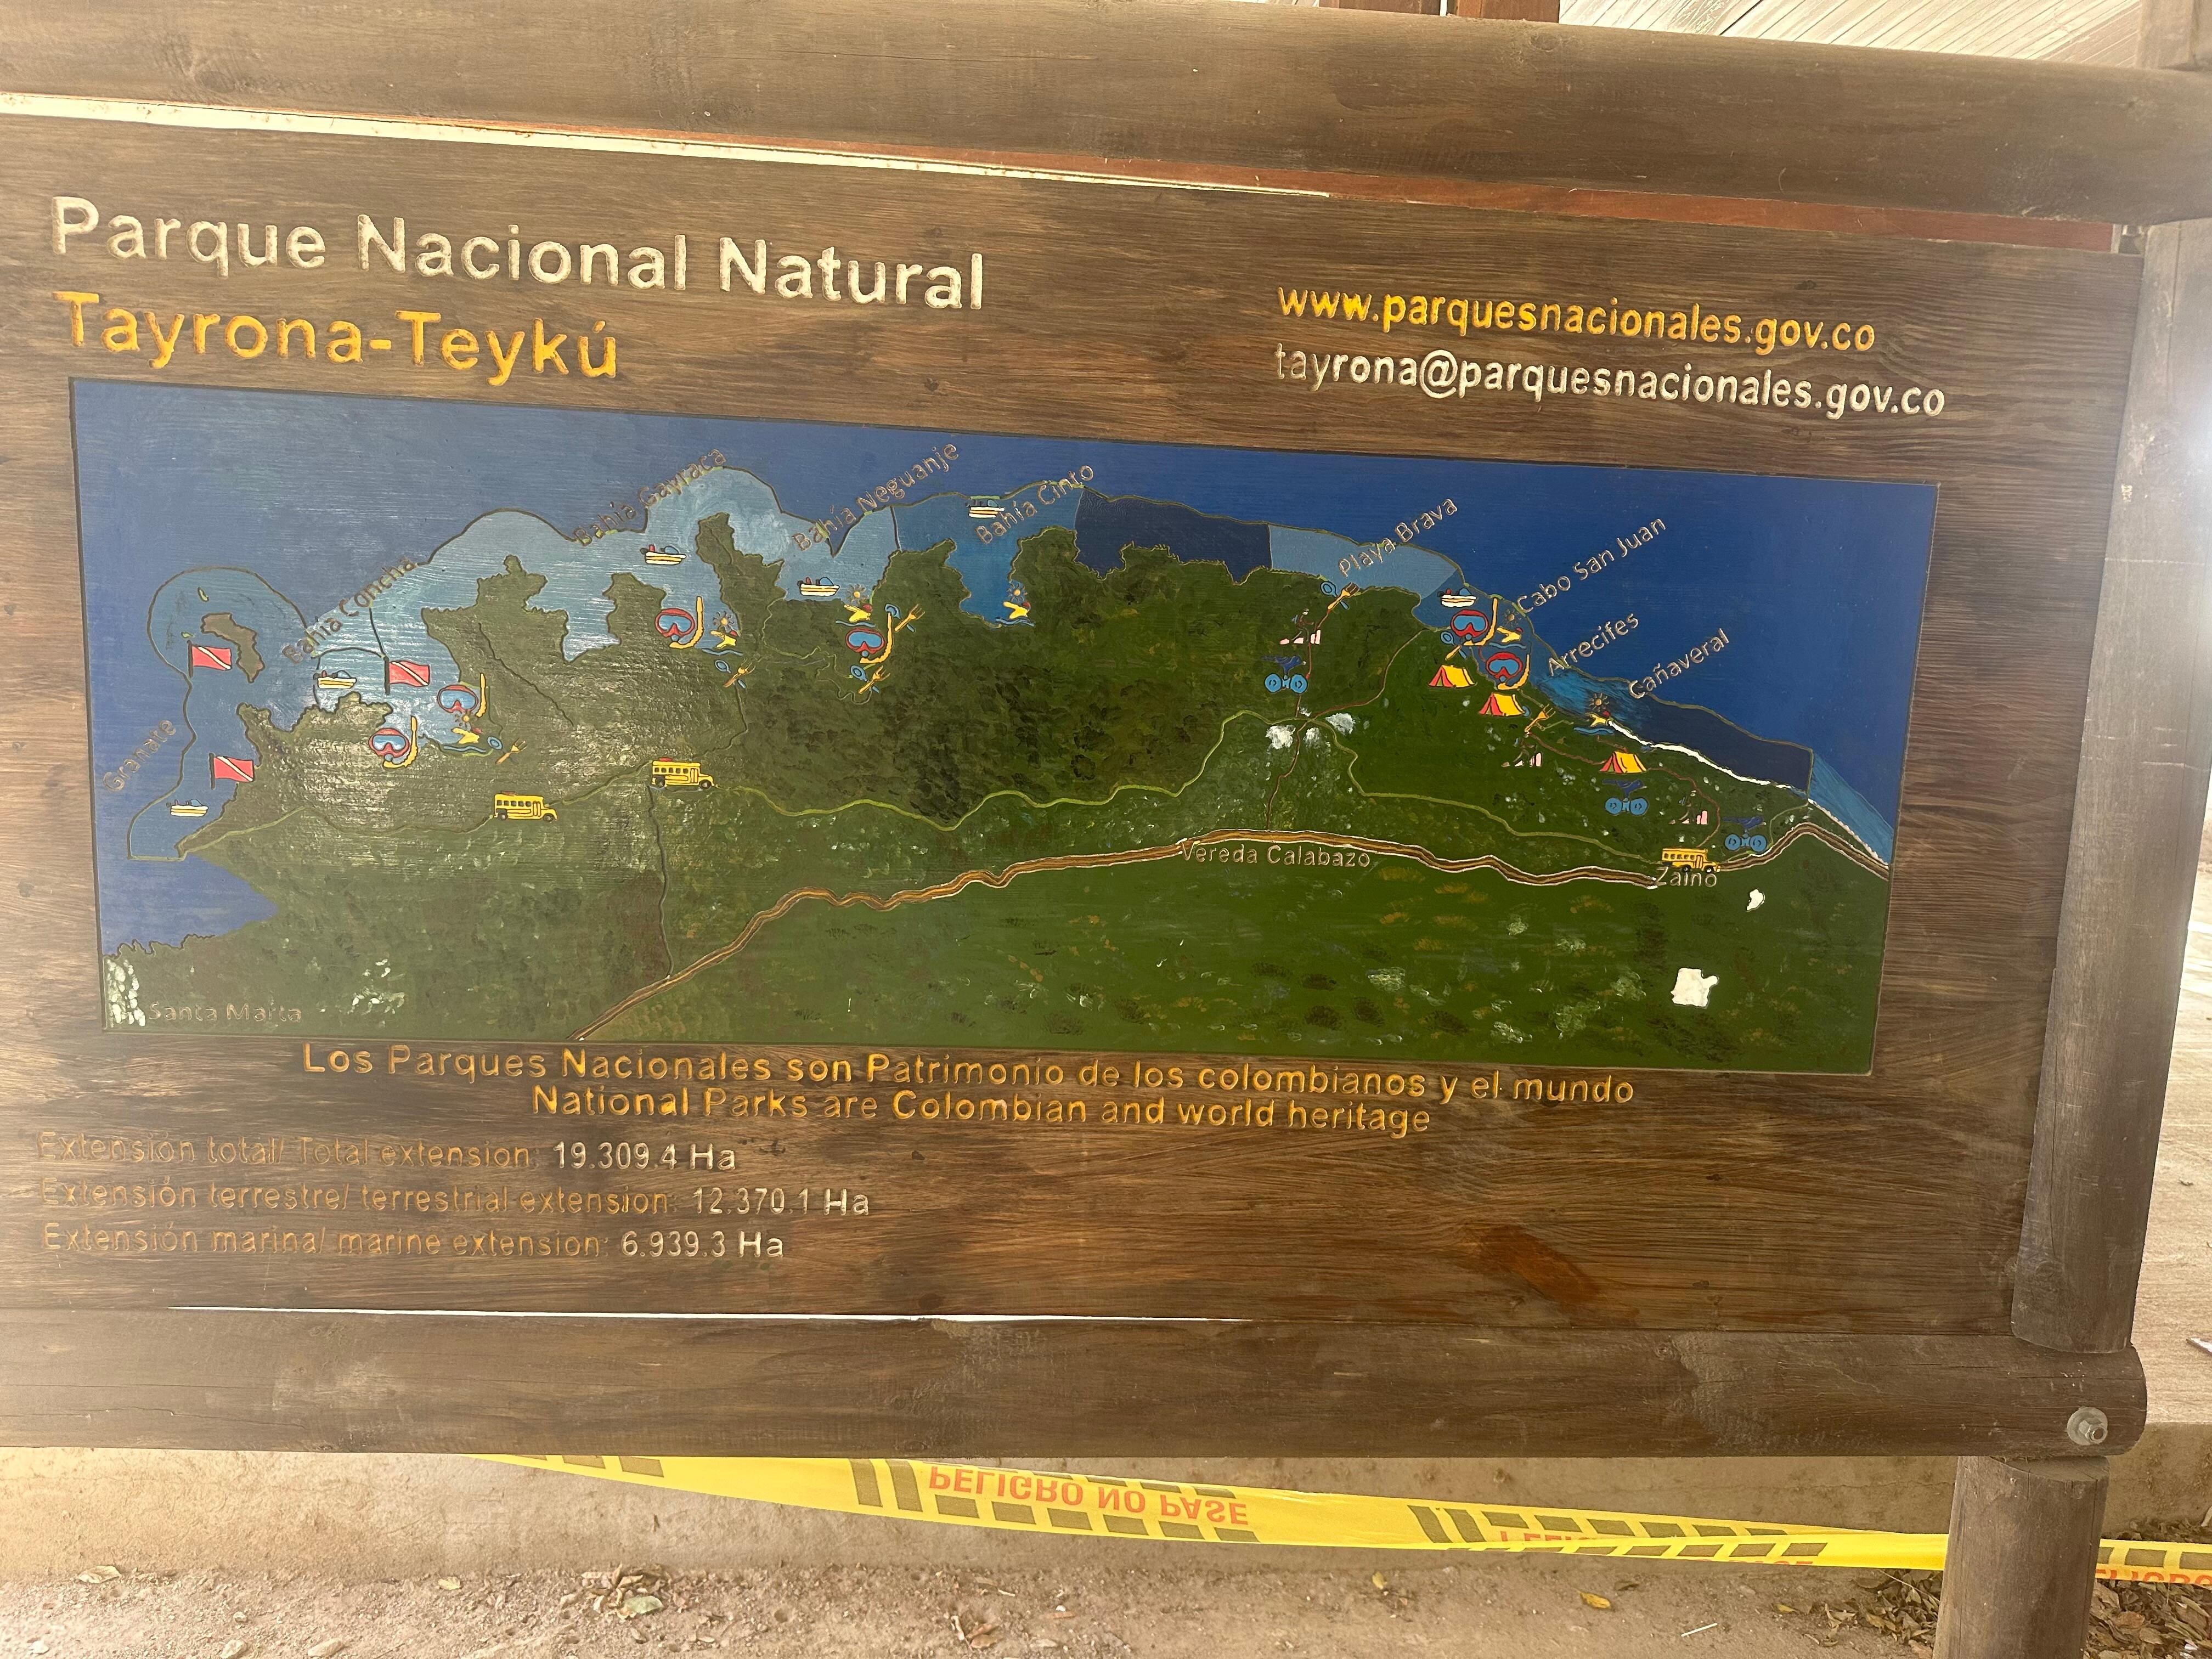 Parque Nacional Natural
Tayrona-Teykú
www.parquesnacionales.gov.co
tayrona@parquesnacionales.gov.co
Granate
Bahía Concha
Bahía Gayraca
Bahía Neguanje
Bahía Cinto
Playa Brava
Cabo San Juan
Arrecifes
Cañaveral
Vereda Calabazo
Zaino
Santa Marta
Los Parques Nacionales son Patrimonio de los colombianos y el mundo
National Parks are Colombian and world heritage
Extensión total/ Total extension: 19.309.4 Ha
Extensión terrestre/ terrestrial extension: 12.370.1 Ha
Extensión marina/ marine extension: 6.939.3 Ha
PELIGRO NO PASE